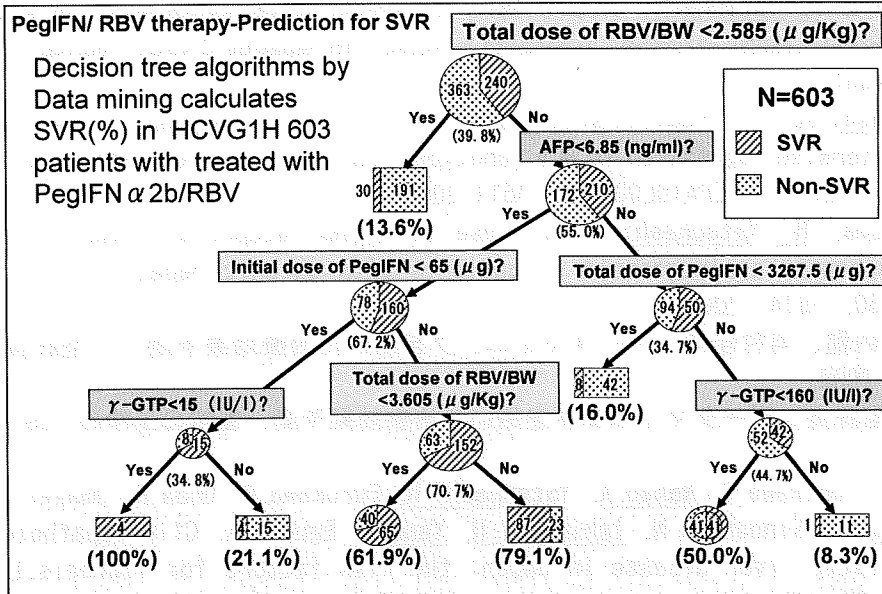 PegIFN/ RBV therapy-Prediction for SVR
Total dose of RBV/BW <2.585 (μg/Kg)?
Decision tree algorithms by
Data mining calculates
SVR(%) in HCVG1H 603
patients with treated with
PegIFNα2b/RBV
N=603
SVR
Non-SVR
363 240
Yes
No
(39.8%)
AFP<6.85 (ng/ml)?
30 191
(13.6%)
172 210
Yes
No
(55.0%)
Initial dose of PegIFN < 65 (μg)?
Total dose of PegIFN < 3267.5 (μg)?
78 160
94 50
Yes
No
(67.2%)
Yes
No
(34.7%)
γ-GTP<15 (IU/l)?
Total dose of RBV/BW
<3.605 (μg/Kg)?
8 42
(16.0%)
γ-GTP<160 (IU/l)?
8 15
63 152
52 42
Yes
No
(34.8%)
Yes
No
(70.7%)
Yes
No
(44.7%)
4
4 15
40 65
87 23
41 41
1 11
(100%)
(21.1%)
(61.9%)
(79.1%)
(50.0%)
(8.3%)